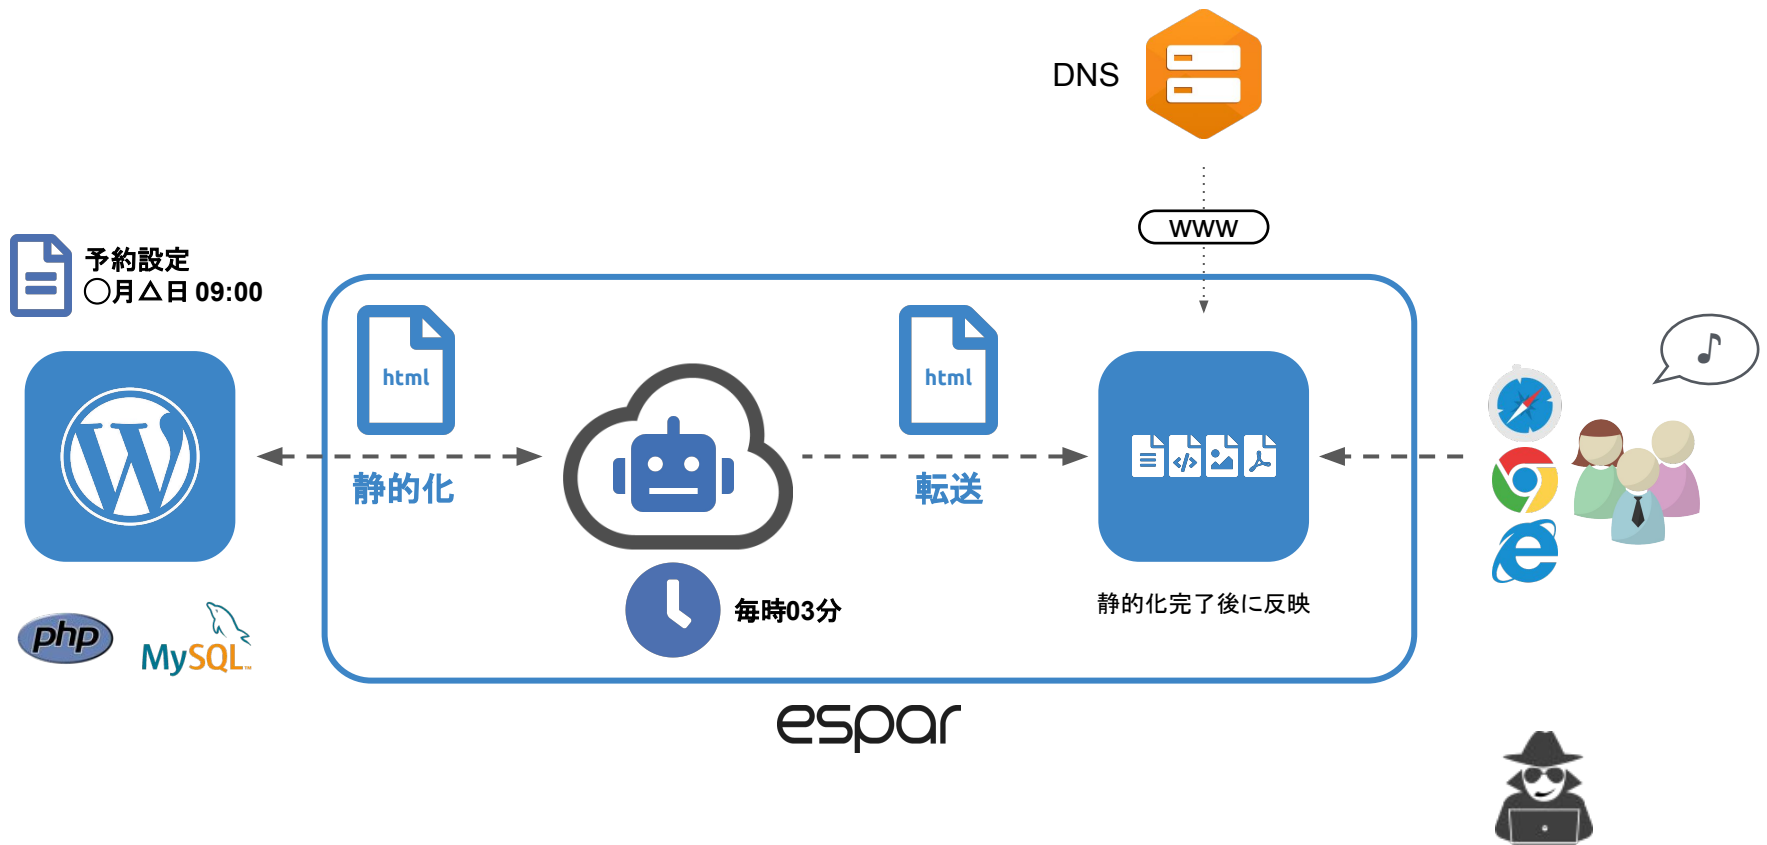 DNS
www
予約設定
◯月△日 09:00
html
html
静的化
転送
毎時03分
静的化完了後に反映
php
MySQL™
espar